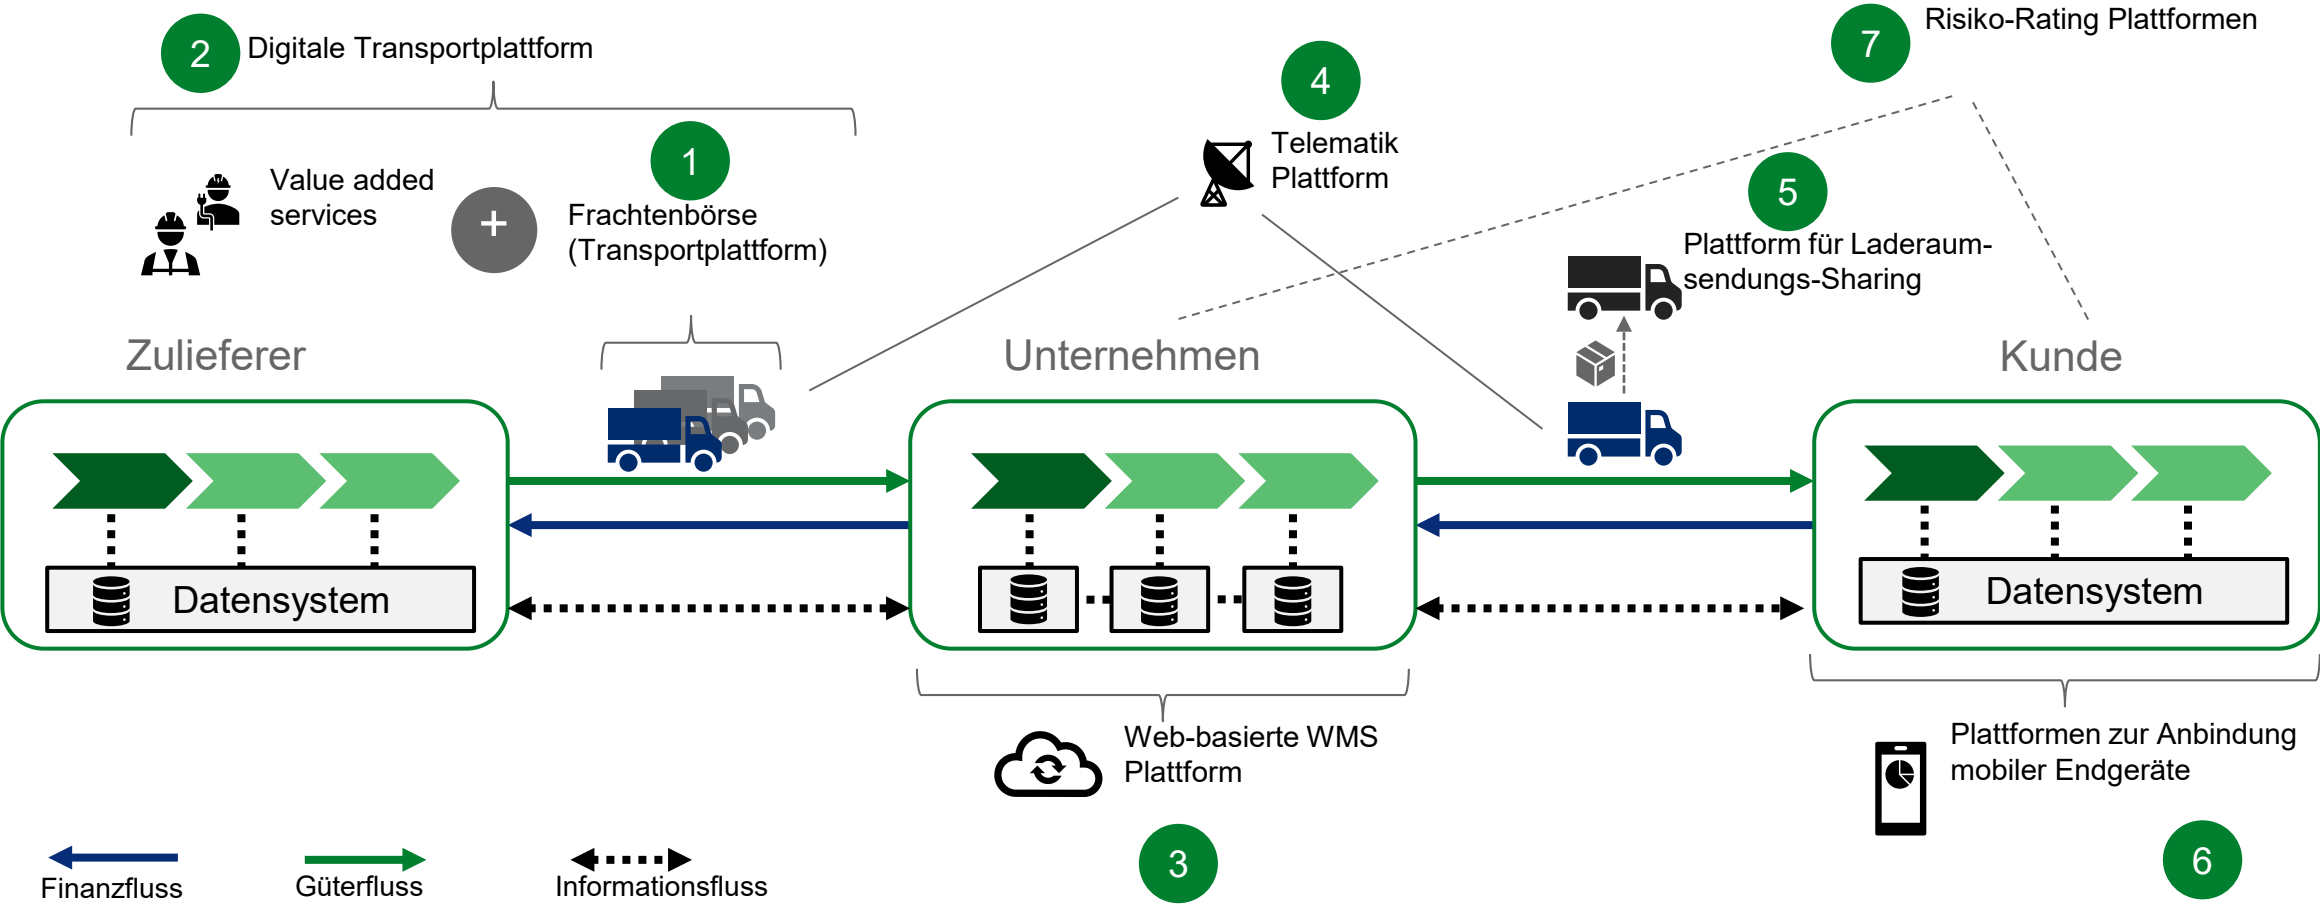 2
Digitale Transportplattform
Value added
services
+
1
Frachtenbörse
(Transportplattform)
4
Telematik
Plattform
7
Risiko-Rating Plattformen
5
Plattform für Laderaum-
sendungs-Sharing
Zulieferer
Unternehmen
Kunde
Datensystem
Datensystem
Web-basierte WMS
Plattform
3
Plattformen zur Anbindung
mobiler Endgeräte
6
Finanzfluss
Güterfluss
Informationsfluss